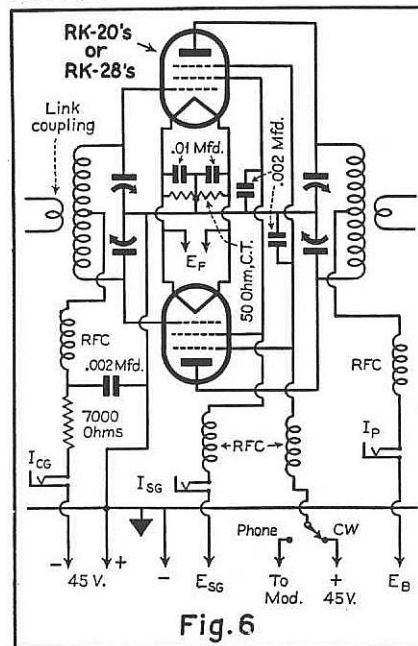 RK-20's
or
RK-28's
Link
coupling
.01 Mfd.
.002 Mfd.
50 Ohm, C.T.
EF
RFC
.002 Mfd.
7000
Ohms
RFC
ICG
ISG
RFC
IP
Phone
CW
-
+
-
ESG
To
+
EB
45 V.
Mod.
45V.
Fig. 6